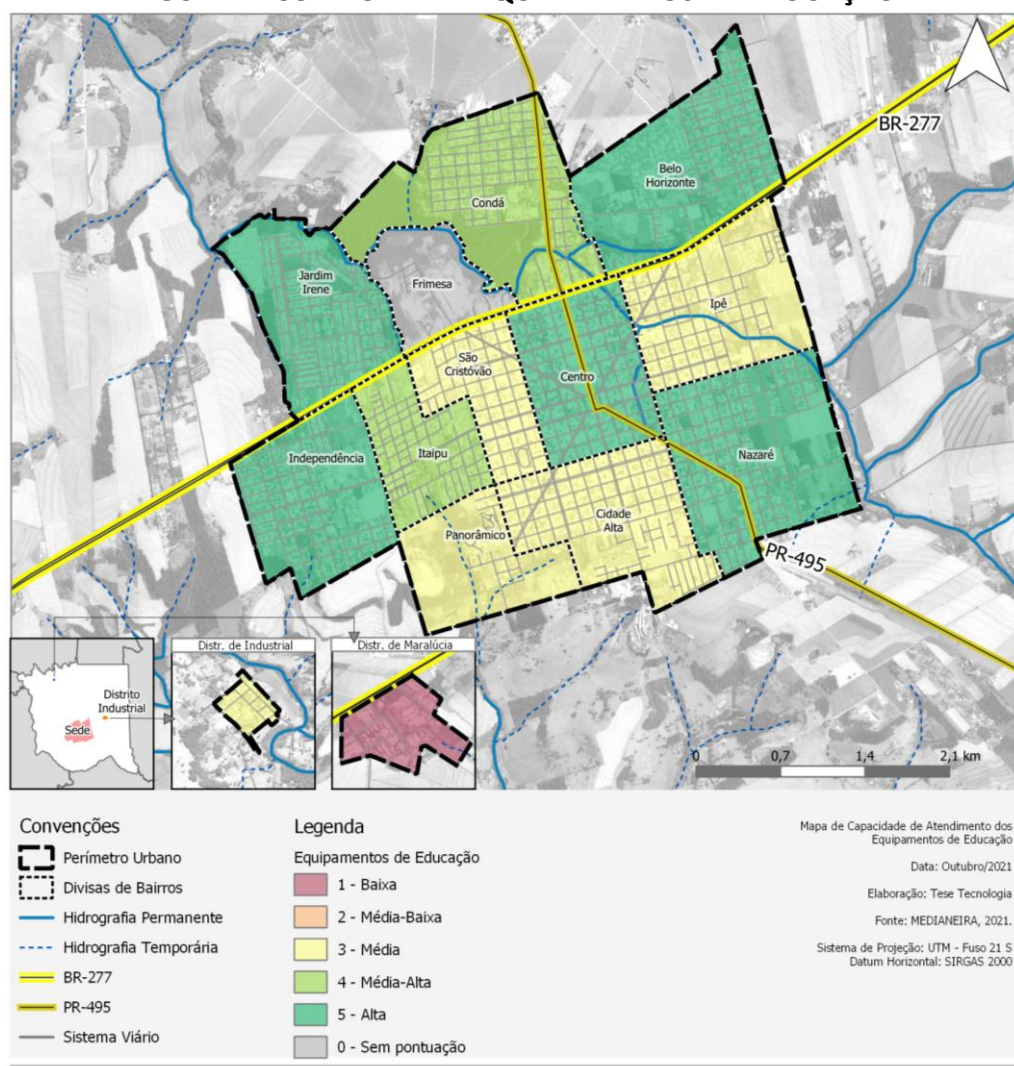 BR-277
Belo
Horizonte
Condá
Jardim
Irene
Frimesa
Ipê
São
Cristóvão
Centro
Independência
Itaipu
Nazaré
Cidade
Alta
Panorâmico
PR-495
Distr. de Industrial
Distr. de Maralúcia
Distrito
Industrial
Sede
0 0,7 1,4 2,1 km
Convenções
Perímetro Urbano
Divisas de Bairros
Hidrografia Permanente
Hidrografia Temporária
BR-277
PR-495
Sistema Viário
Legenda
Equipamentos de Educação
1 - Baixa
2 - Média-Baixa
3 - Média
4 - Média-Alta
5 - Alta
0 - Sem pontuação
Mapa de Capacidade de Atendimento dos
Equipamentos de Educação
Data: Outubro/2021
Elaboração: Tese Tecnologia
Fonte: MEDIANEIRA, 2021.
Sistema de Projeção: UTM - Fuso 21 S
Datum Horizontal: SIRGAS 2000